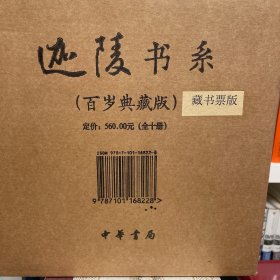 迦陵书系
（百岁典藏版） 藏书票版
定价：560.00元（全十册）
ISBN 978-7-101-16822-8
9 787101 168228 >
中華書局